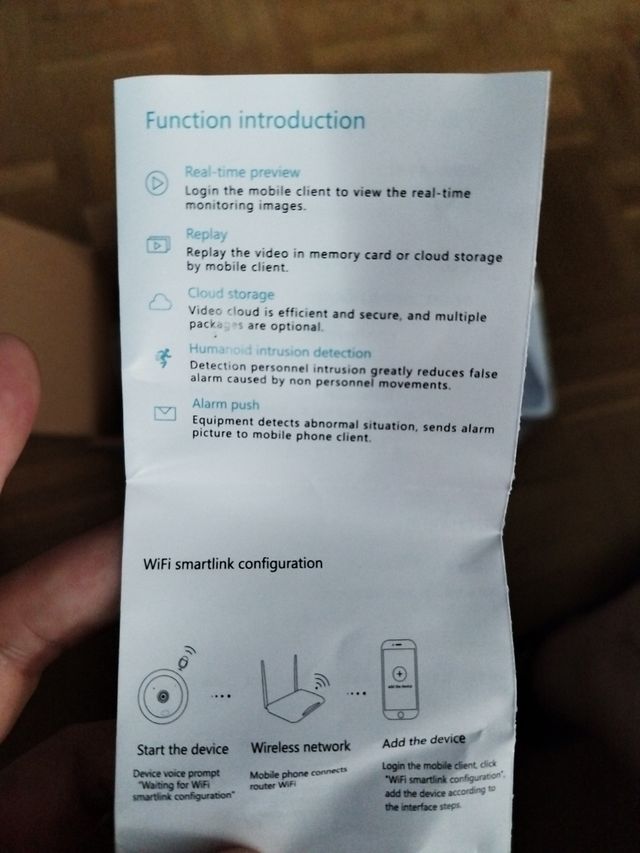 Function introduction
Real-time preview
Login the mobile client to view the real-time
monitoring images.
Replay
Replay the video in memory card or cloud storage
by mobile client.
Cloud storage
Video cloud is efficient and secure, and multiple
packages are optional.
Humanoid intrusion detection
Detection personnel intrusion greatly reduces false
alarm caused by non personnel movements.
Alarm push
Equipment detects abnormal situation, sends alarm
picture to mobile phone client.
WiFi smartlink configuration
Add the device
Start the device
Device voice prompt
"Waiting for WiFi
smartlink configuration"
Wireless network
Mobile phone connects
router WiFi
Add the device
Login the mobile client, click
"WiFi smartlink configuration",
add the device according to
the interface steps.